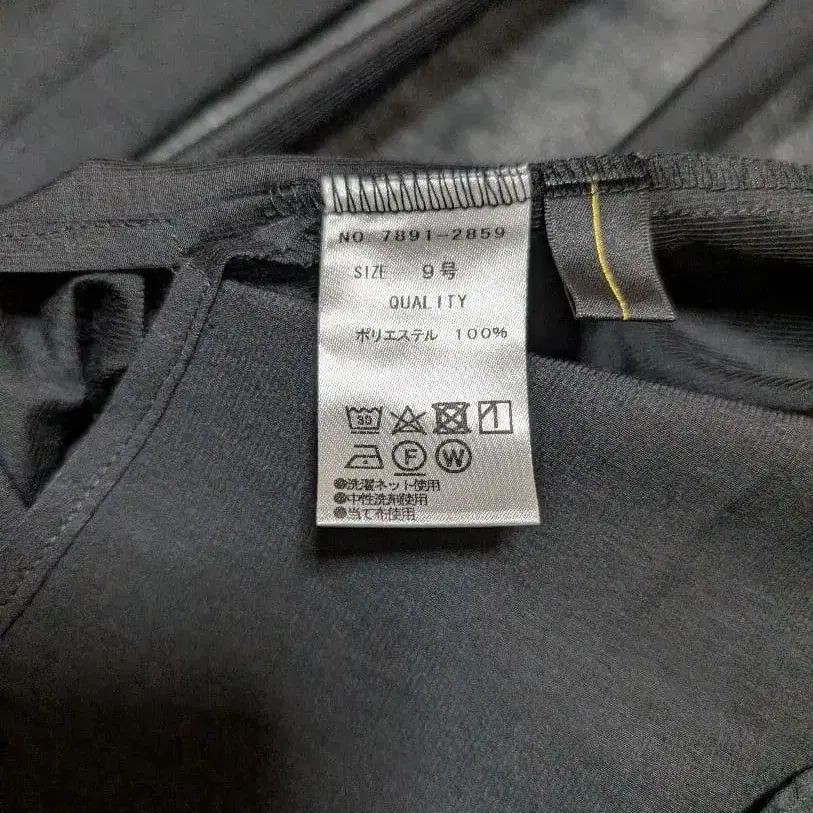 NO. 7891-2859
SIZE 9号
QUALITY
ポリエステル 100%
30
F W
●洗濯ネット使用
●中性洗剤使用
●当て布使用